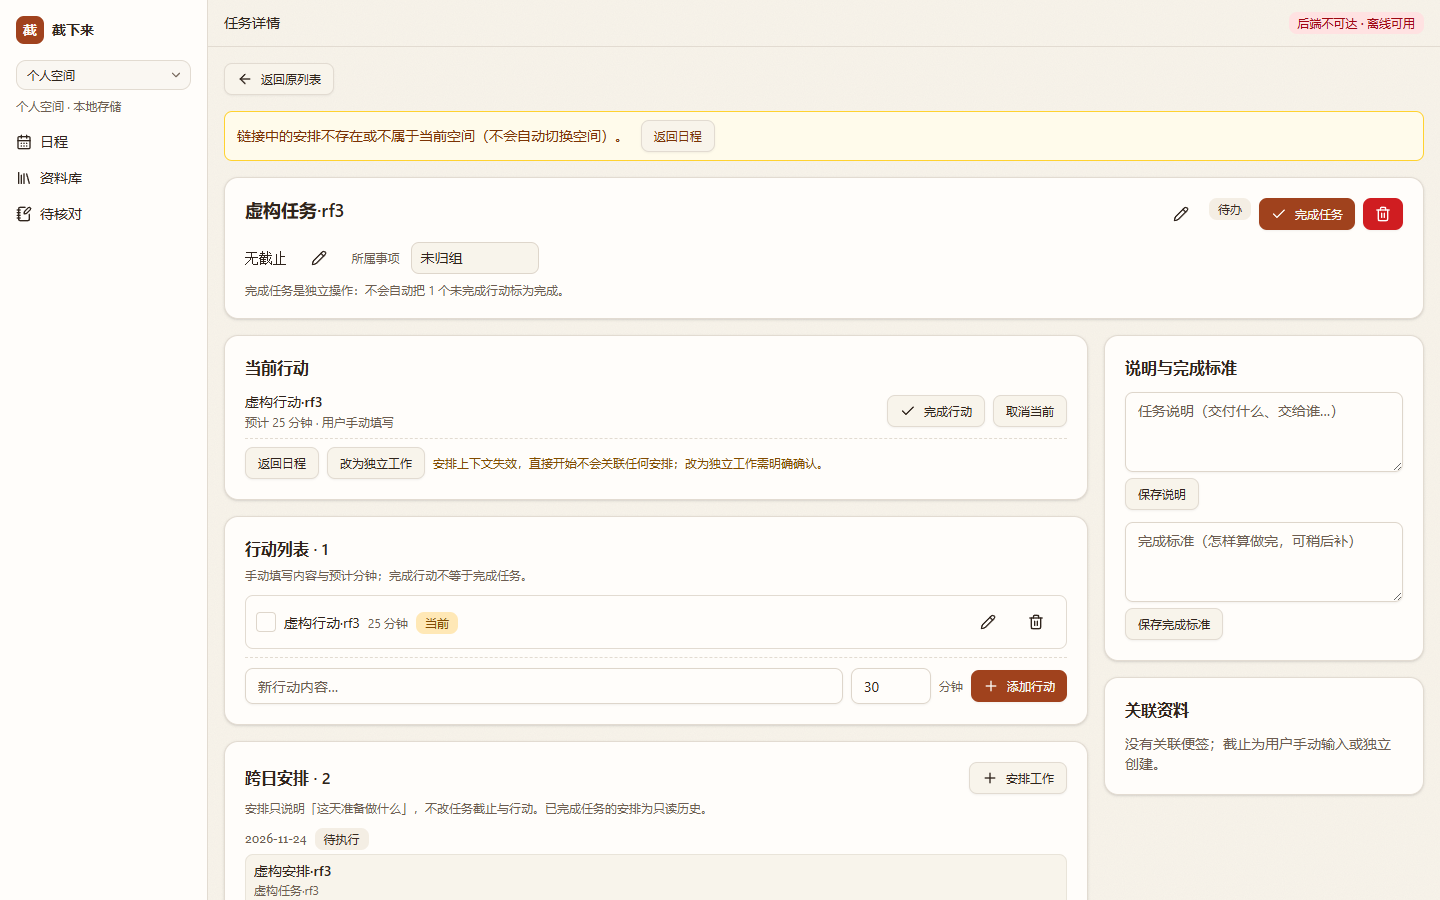 截 截下来
个人空间
个人空间 · 本地存储
日程
资料库
待核对
任务详情
后端不可达 · 离线可用
返回原列表
链接中的安排不存在或不属于当前空间（不会自动切换空间）。 返回日程
虚构任务·rf3
待办 完成任务
无截止 所属事项 未归组
完成任务是独立操作：不会自动把 1 个未完成行动标为完成。
当前行动
虚构行动·rf3
预计 25 分钟 · 用户手动填写
完成行动 取消当前
返回日程 改为独立工作 安排上下文失效，直接开始不会关联任何安排；改为独立工作需明确确认。
行动列表 · 1
手动填写内容与预计分钟；完成行动不等于完成任务。
虚构行动·rf3 25 分钟 当前
新行动内容... 30 分钟 添加行动
跨日安排 · 2
安排工作
安排只说明「这天准备做什么」，不改任务截止与行动。已完成任务的安排为只读历史。
2026-11-24 待执行
虚构安排·rf3
虚构任务·rf3
说明与完成标准
任务说明（交付什么、交给谁...）
保存说明
完成标准（怎样算做完，可稍后补）
保存完成标准
关联资料
没有关联便签；截止为用户手动输入或独立
创建。